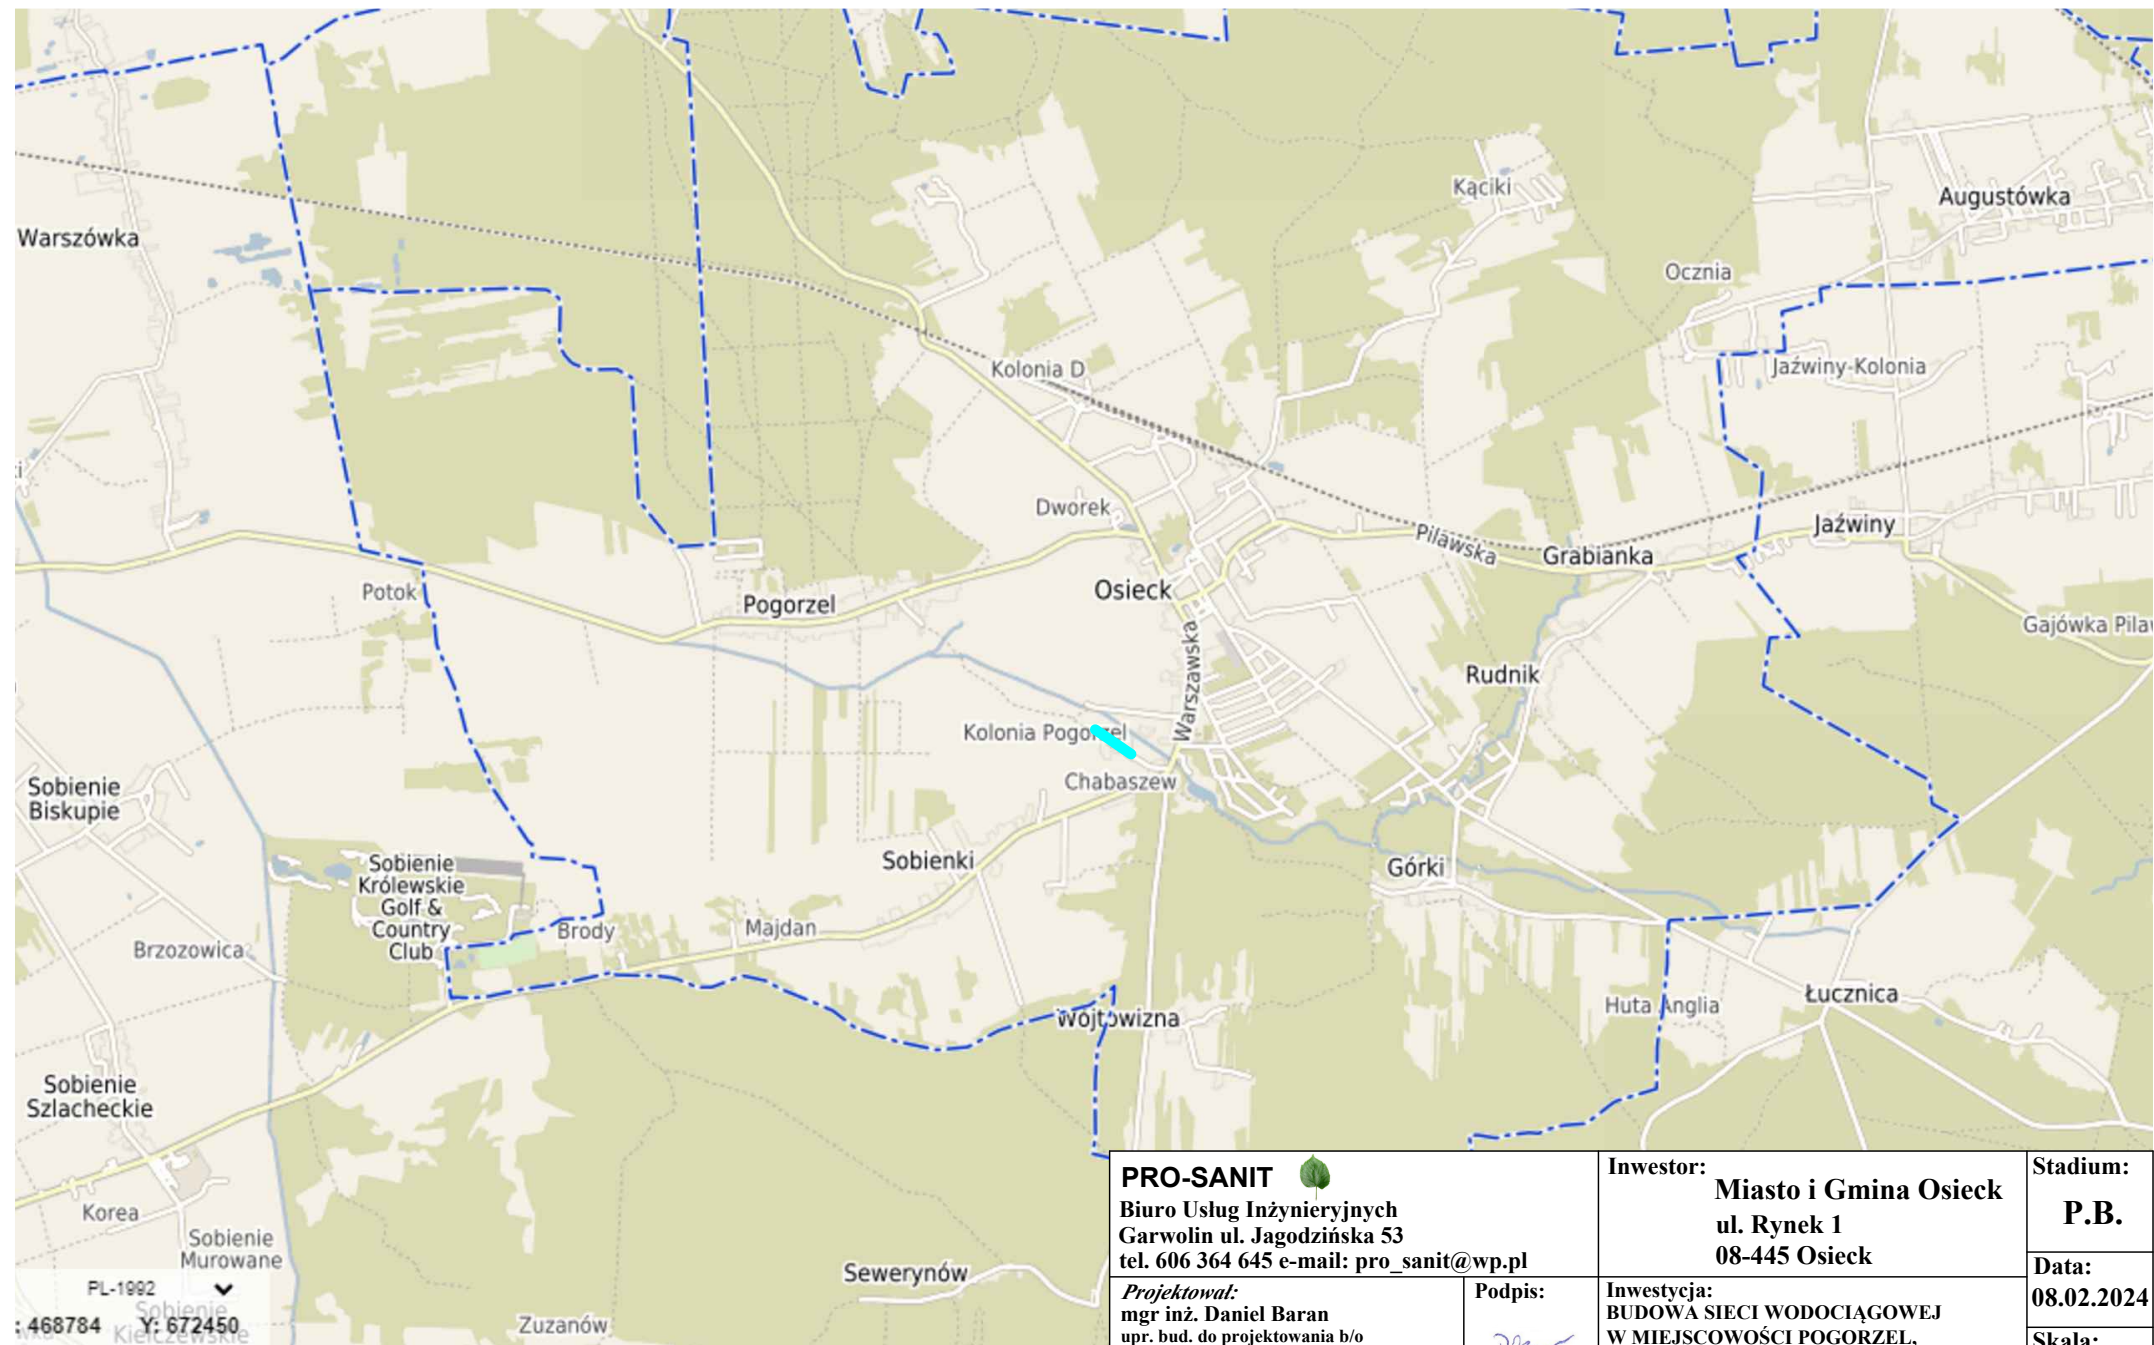 Kąciki
Augustówka
Warszówka
Ocznia
Kolonia D
Jaźwiny-Kolonia
Dworek
Pilawska
Jaźwiny
Grabianka
Potok
Osieck
Pogorzel
Gajówka Pila
Warszawska
Rudnik
Kolonia Pogorzel
Chabaszew
Sobienie
Biskupie
Sobienki
Górki
Sobienie
Królewskie
Golf &
Country
Club
Brody
Majdan
Brzozowica
Łucznica
Huta Anglia
Wójtowizna
Sobienie
Szlacheckie
Korea
Sobienie
Murowane
Sewerynów
PL-1992
Sobienie
Kiełczewskie
: 468784 Y: 672450
Zuzanów
PRO-SANIT
Biuro Usług Inżynieryjnych
Garwolin ul. Jagodzińska 53
tel. 606 364 645 e-mail: pro_sanit@wp.pl
Inwestor:
Miasto i Gmina Osieck
ul. Rynek 1
08-445 Osieck
Stadium:
P.B.
Data:
08.02.2024
Projektował:
mgr inż. Daniel Baran
upr. bud. do projektowania b/o
Podpis:
Inwestycja:
BUDOWA SIECI WODOCIĄGOWEJ
W MIEJSCOWOŚCI POGORZEL,
Skala: